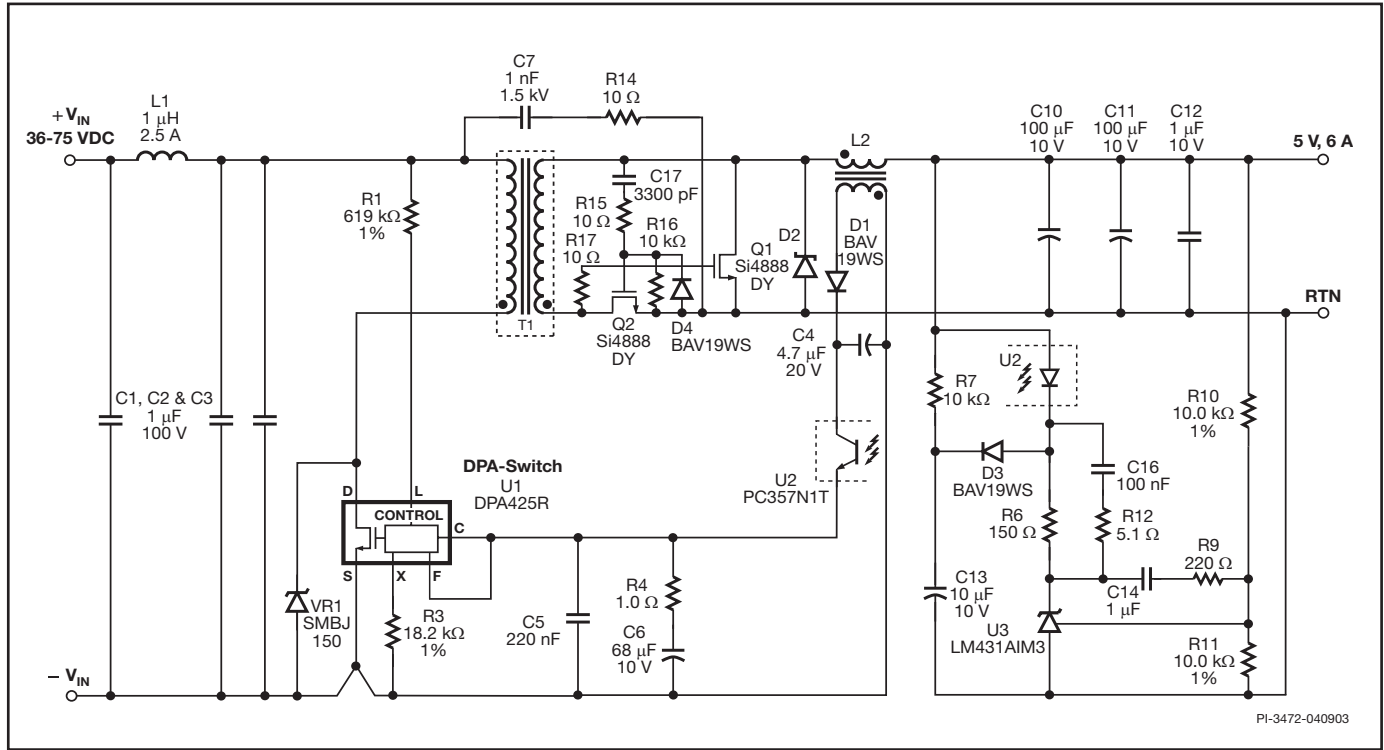 C7
1 nF
1.5 kV
R14
10 Ω
L1
1 μH
2.5 A
+ VIN
36-75 VDC
C10
100 μF
10 V
C11
100 μF
10 V
C12
1 μF
10 V
5 V, 6 A
L2
R1
619 kΩ
1%
C17
3300 pF
R15
10 Ω
R16
10 kΩ
R17
10 Ω
Q1
Si4888
DY
D2
D1
BAV
19WS
T1
Q2
Si4888
DY
D4
BAV19WS
C4
4.7 μF
20 V
RTN
U2
R7
10 kΩ
R10
10.0 kΩ
1%
C1, C2 & C3
1 μF
100 V
U2
PC357N1T
D3
BAV19WS
C16
100 nF
R6
150 Ω
R12
5.1 Ω
R9
220 Ω
DPA-Switch
U1
DPA425R
D
L
CONTROL
C
S
X
F
VR1
SMBJ
150
R3
18.2 kΩ
1%
C5
220 nF
R4
1.0 Ω
C6
68 μF
10 V
C13
10 μF
10 V
C14
1 μF
U3
LM431AIM3
R11
10.0 kΩ
1%
− VIN
PI-3472-040903